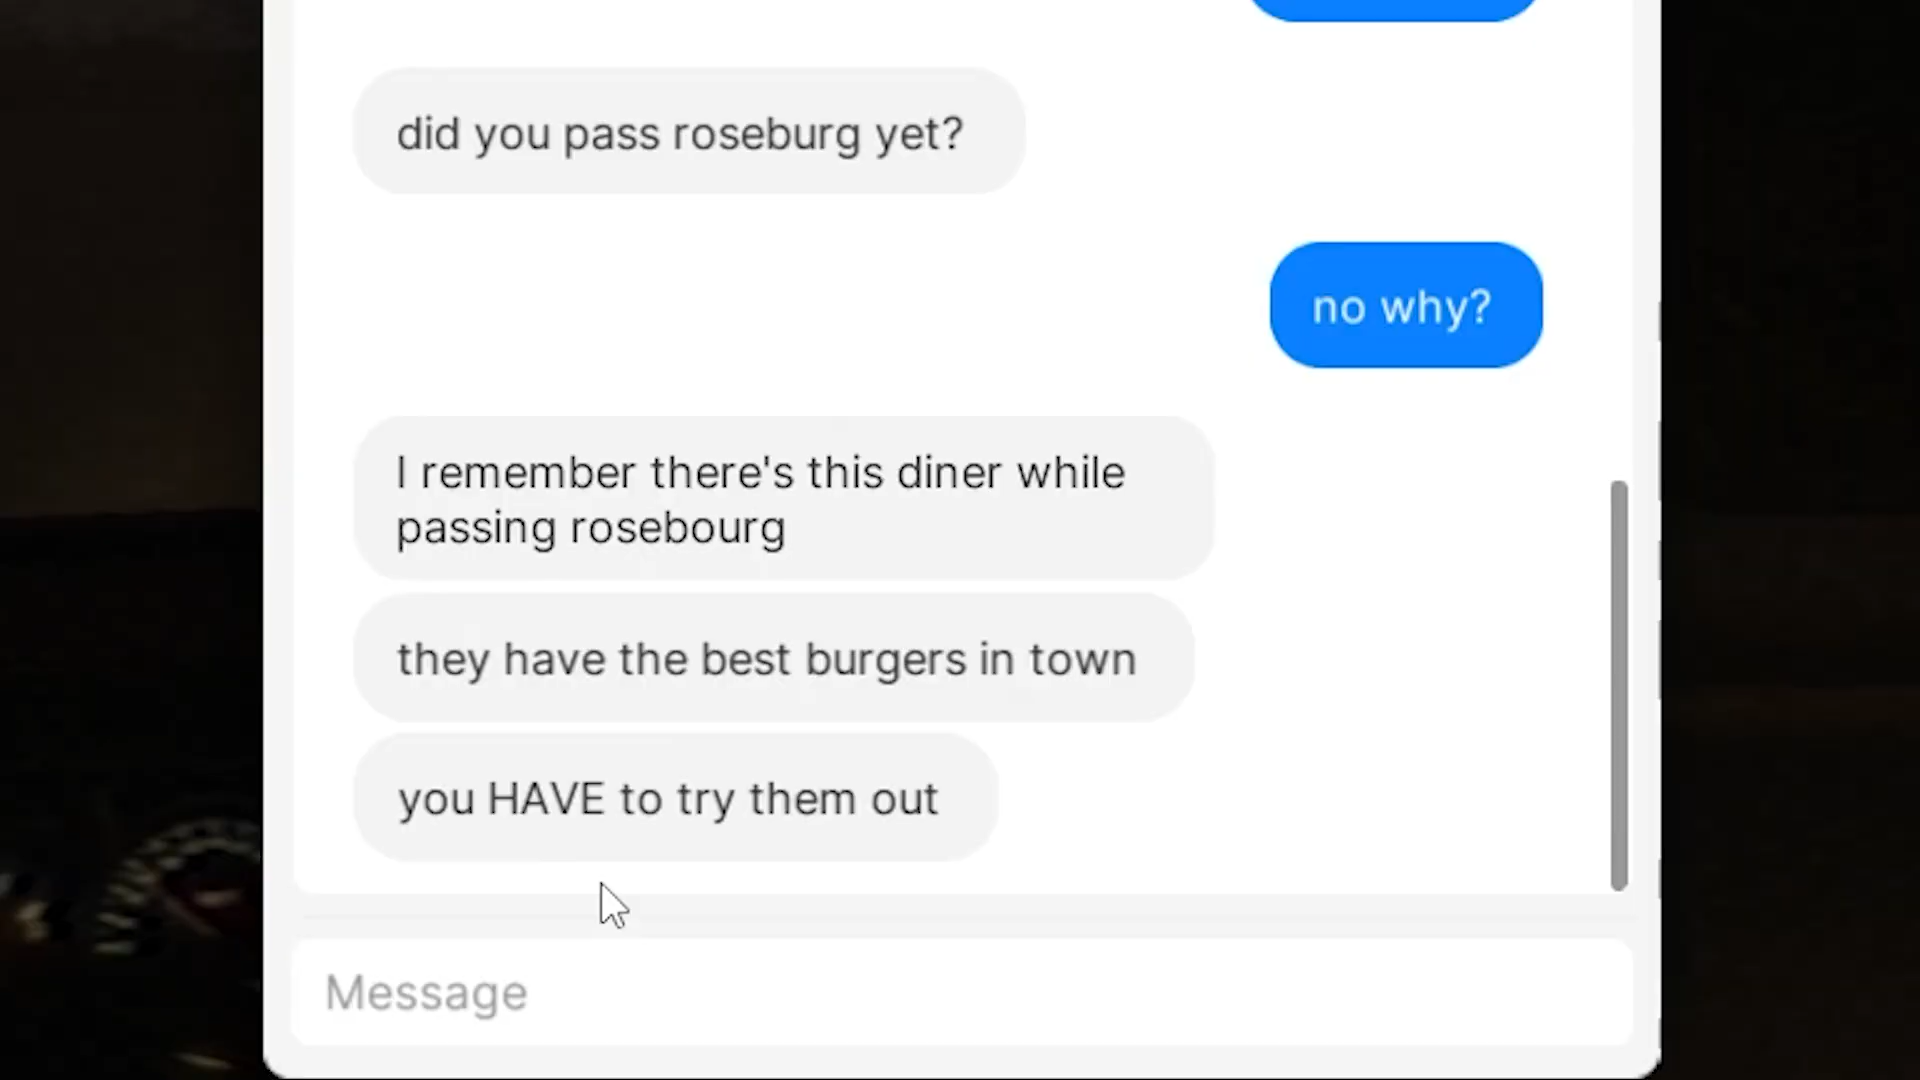 did you pass roseburg yet?
no why?
I remember there's this diner while
passing rosebourg
they have the best burgers in town
you HAVE to try them out
Message